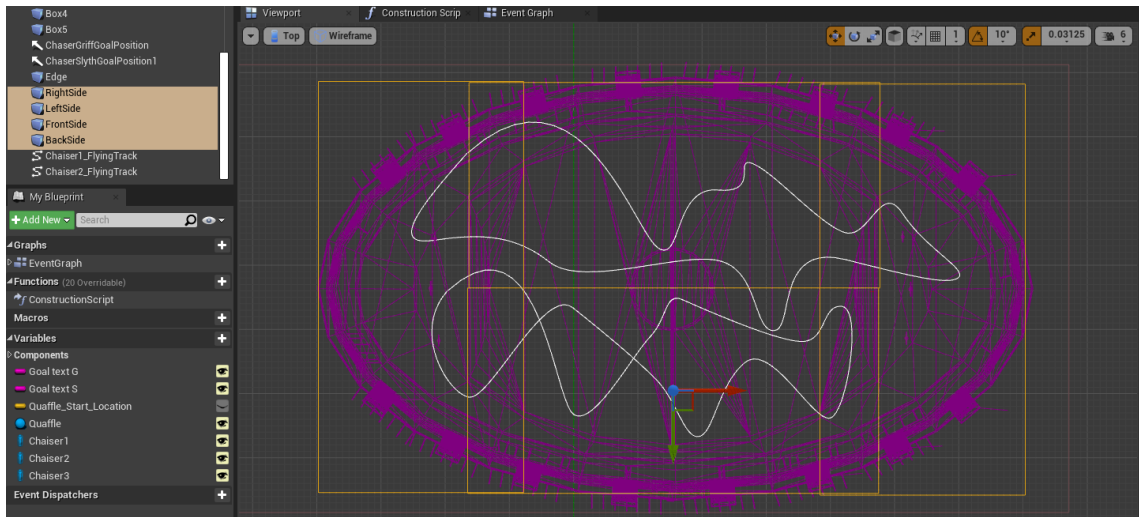 Box4
Box5
ChaserGriffGoalPosition
ChaserSlythGoalPosition1
Edge
RightSide
LeftSide
FrontSide
BackSide
Chaiser1_FlyingTrack
Chaiser2_FlyingTrack
My Blueprint
Add New
Search
Graphs
EventGraph
Functions (20 Overridable)
ConstructionScript
Macros
Variables
Components
Goal text G
Goal text S
Quaffle_Start_Location
Quaffle
Chaiser1
Chaiser2
Chaiser3
Event Dispatchers
Viewport
Construction Scrip
Event Graph
Top
Wireframe
1
10°
0.03125
6